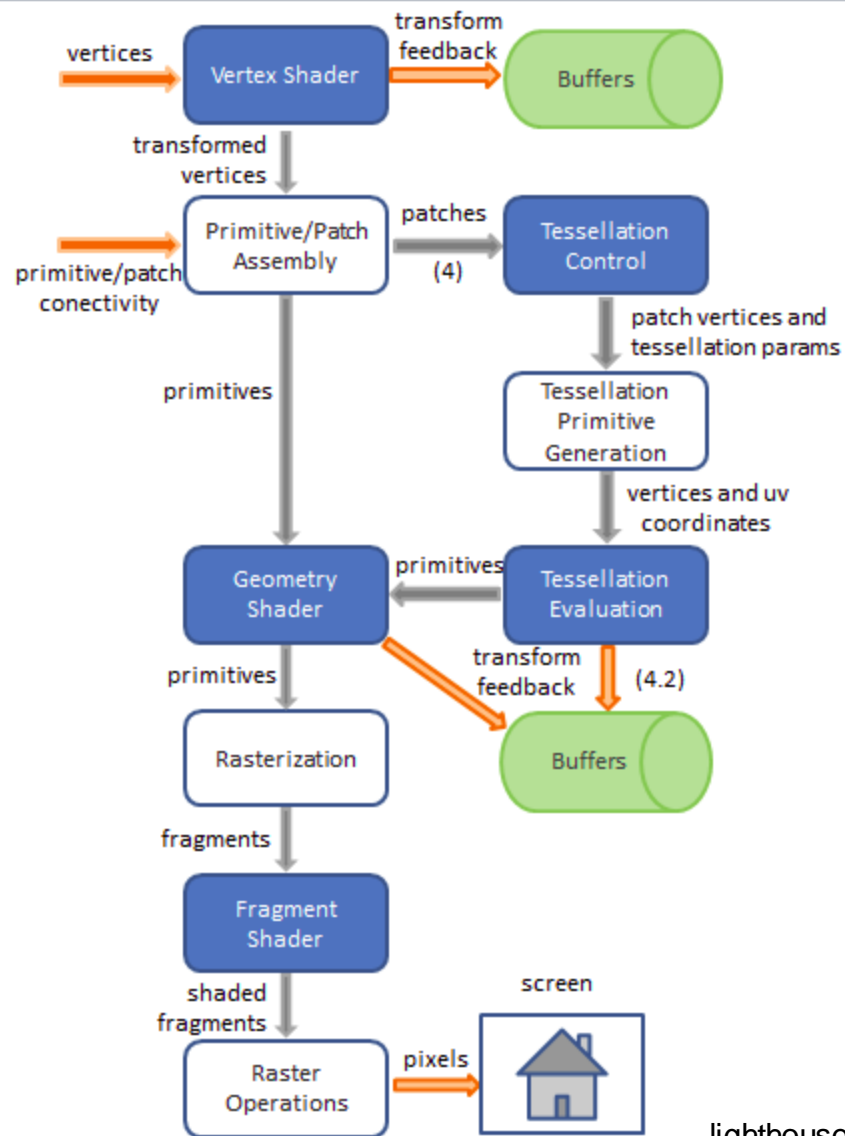 vertices
Vertex Shader
transform
feedback
Buffers
transformed
vertices
primitive/patch
conectivity
Primitive/Patch
Assembly
patches
(4)
Tessellation
Control
patch vertices and
tessellation params
primitives
Tessellation
Primitive
Generation
vertices and uv
coordinates
Geometry
Shader
primitives
Tessellation
Evaluation
transform
feedback
(4.2)
primitives
Buffers
Rasterization
fragments
Fragment
Shader
shaded
fragments
screen
Raster
Operations
pixels
lighthouse